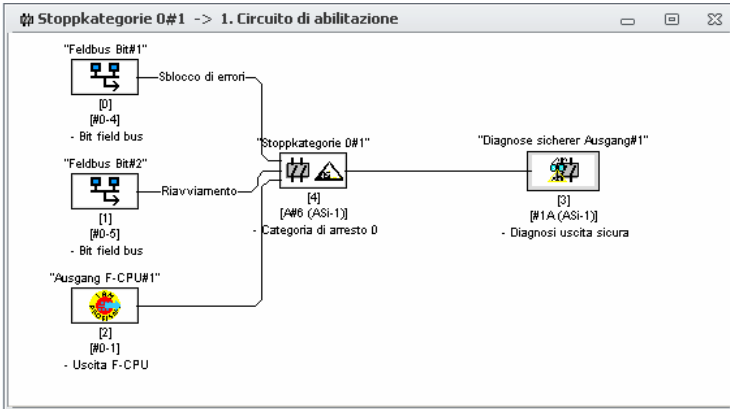 Stoppkategorie 0#1 -> 1. Circuito di abilitazione
"Feldbus Bit#1"
Sblocco di errori
[0]
[#0-4]
- Bit field bus
"Feldbus Bit#2"
Riavviamento
[1]
[#0-5]
- Bit field bus
"Ausgang F-CPU#1"
[2]
[#0-1]
- Uscita F-CPU
"Stoppkategorie 0#1"
[4]
[A#6 (ASi-1)]
- Categoria di arresto 0
"Diagnose sicherer Ausgang#1"
[3]
[#1A (ASi-1)]
- Diagnosi uscita sicura